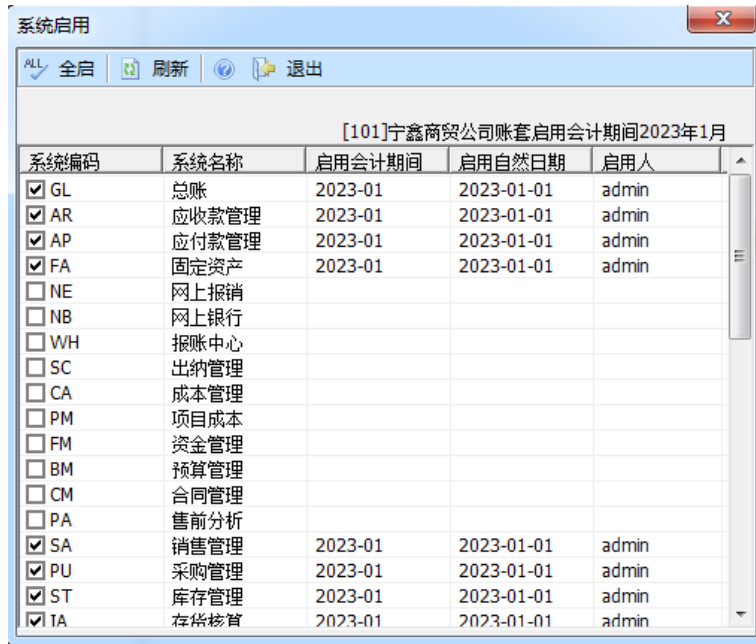 系统启用
ALL 全启 刷新 退出
[101]宁鑫商贸公司账套启用会计期间2023年1月
系统编码 系统名称 启用会计期间 启用自然日期 启用人
GL 总账 2023-01 2023-01-01 admin
AR 应收款管理 2023-01 2023-01-01 admin
AP 应付款管理 2023-01 2023-01-01 admin
FA 固定资产 2023-01 2023-01-01 admin
NE 网上报销
NB 网上银行
WH 报账中心
SC 出纳管理
CA 成本管理
PM 项目成本
FM 资金管理
BM 预算管理
CM 合同管理
PA 售前分析
SA 销售管理 2023-01 2023-01-01 admin
PU 采购管理 2023-01 2023-01-01 admin
ST 库存管理 2023-01 2023-01-01 admin
IA 存货核算 2023-01 2023-01-01 admin